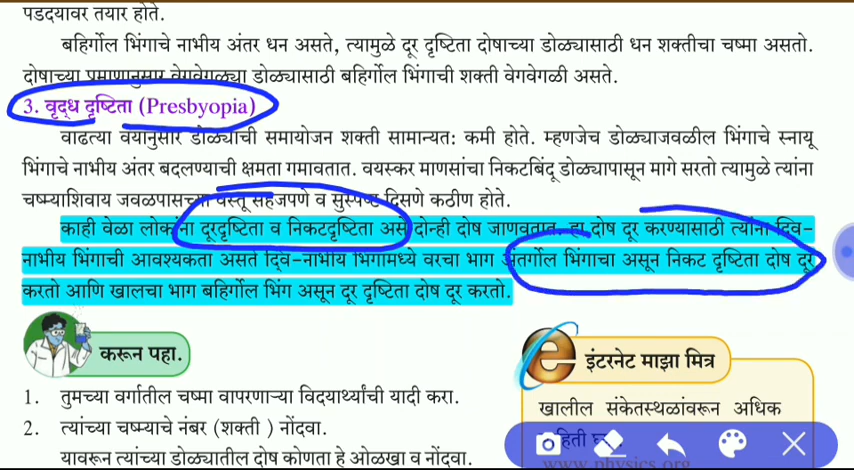 पडदयावर तयार होते.
बहिर्गोल भिंगाचे नाभीय अंतर धन असते, त्यामुळे दूर दृष्टिता दोषाच्या डोळ्यासाठी धन शक्तीचा चष्मा असतो.
दोषाच्या प्रमाणानुसार वेगवेगळ्या डोळ्यासाठी बहिर्गोल भिंगाची शक्ती वेगवेगळी असते.
3. वृद्ध दृष्टिता (Presbyopia)
वाढत्या वयानुसार डोळ्याची समायोजन शक्ती सामान्यत: कमी होते. म्हणजेच डोळ्याजवळील भिंगाचे स्नायू
भिंगाचे नाभीय अंतर बदलण्याची क्षमता गमावतात. वयस्कर माणसांचा निकटबिंदू डोळ्यापासून मागे सरतो त्यामुळे त्यांना
चष्म्याशिवाय जवळपासच्या वस्तू सहजपणे व सुस्पष्ट दिसणे कठीण होते.
काही वेळा लोकांना दूरदृष्टिता व निकटदृष्टिता असे दोन्ही दोष जाणवतात. हा दोष दूर करण्यासाठी त्यांना द्वि-
नाभीय भिंगाची आवश्यकता असते द्वि-नाभीय भिंगामध्ये वरचा भाग अंतर्गोल भिंगाचा असून निकट दृष्टिता दोष दूर
करतो आणि खालचा भाग बहिर्गोल भिंग असून दूर दृष्टिता दोष दूर करतो.
करून पहा.
1. तुमच्या वर्गातील चष्मा वापरणाऱ्या विद्यार्थ्यांची यादी करा.
2. त्यांच्या चष्म्याचे नंबर (शक्ती ) नोंदवा.
यावरून त्यांच्या डोळ्यातील दोष कोणता हे ओळखा व नोंदवा.
इंटरनेट माझा मित्र
खालील संकेतस्थळांवरून अधिक
www.physics.org